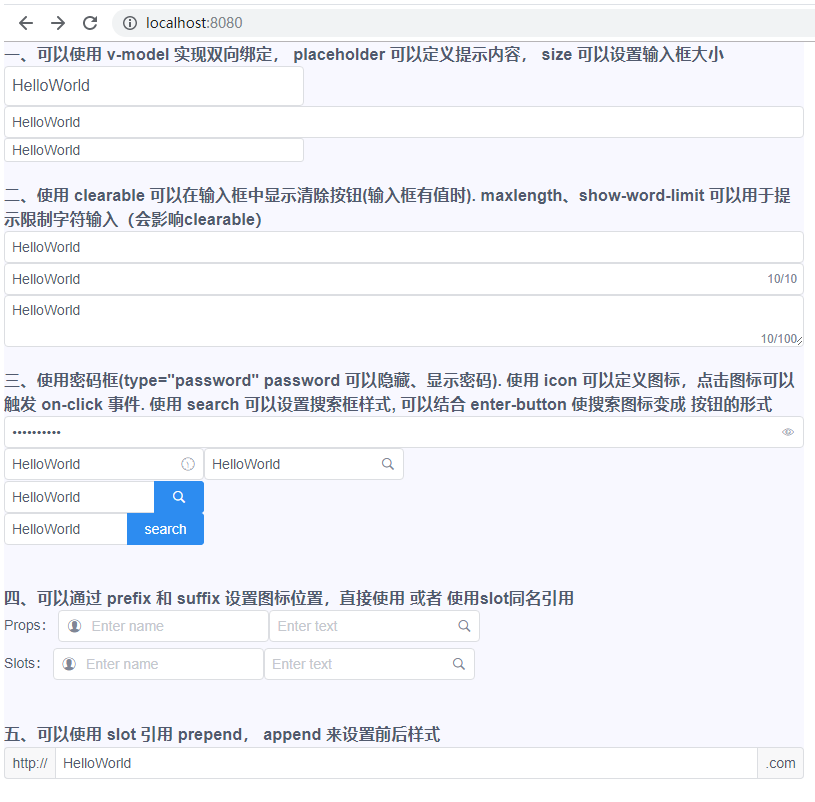 localhost:8080
一、可以使用 v-model 实现双向绑定， placeholder 可以定义提示内容， size 可以设置输入框大小
HelloWorld
HelloWorld
HelloWorld
二、使用 clearable 可以在输入框中显示清除按钮(输入框有值时). maxlength、show-word-limit 可以用于提
示限制字符输入（会影响clearable）
HelloWorld
HelloWorld 10/10
HelloWorld
10/100
三、使用密码框(type="password" password 可以隐藏、显示密码). 使用 icon 可以定义图标，点击图标可以
触发 on-click 事件. 使用 search 可以设置搜索框样式, 可以结合 enter-button 使搜索图标变成 按钮的形式
••••••••••
HelloWorld HelloWorld
HelloWorld
HelloWorld search
四、可以通过 prefix 和 suffix 设置图标位置，直接使用 或者 使用slot同名引用
Props： Enter name Enter text
Slots： Enter name Enter text
五、可以使用 slot 引用 prepend， append 来设置前后样式
http:// HelloWorld .com